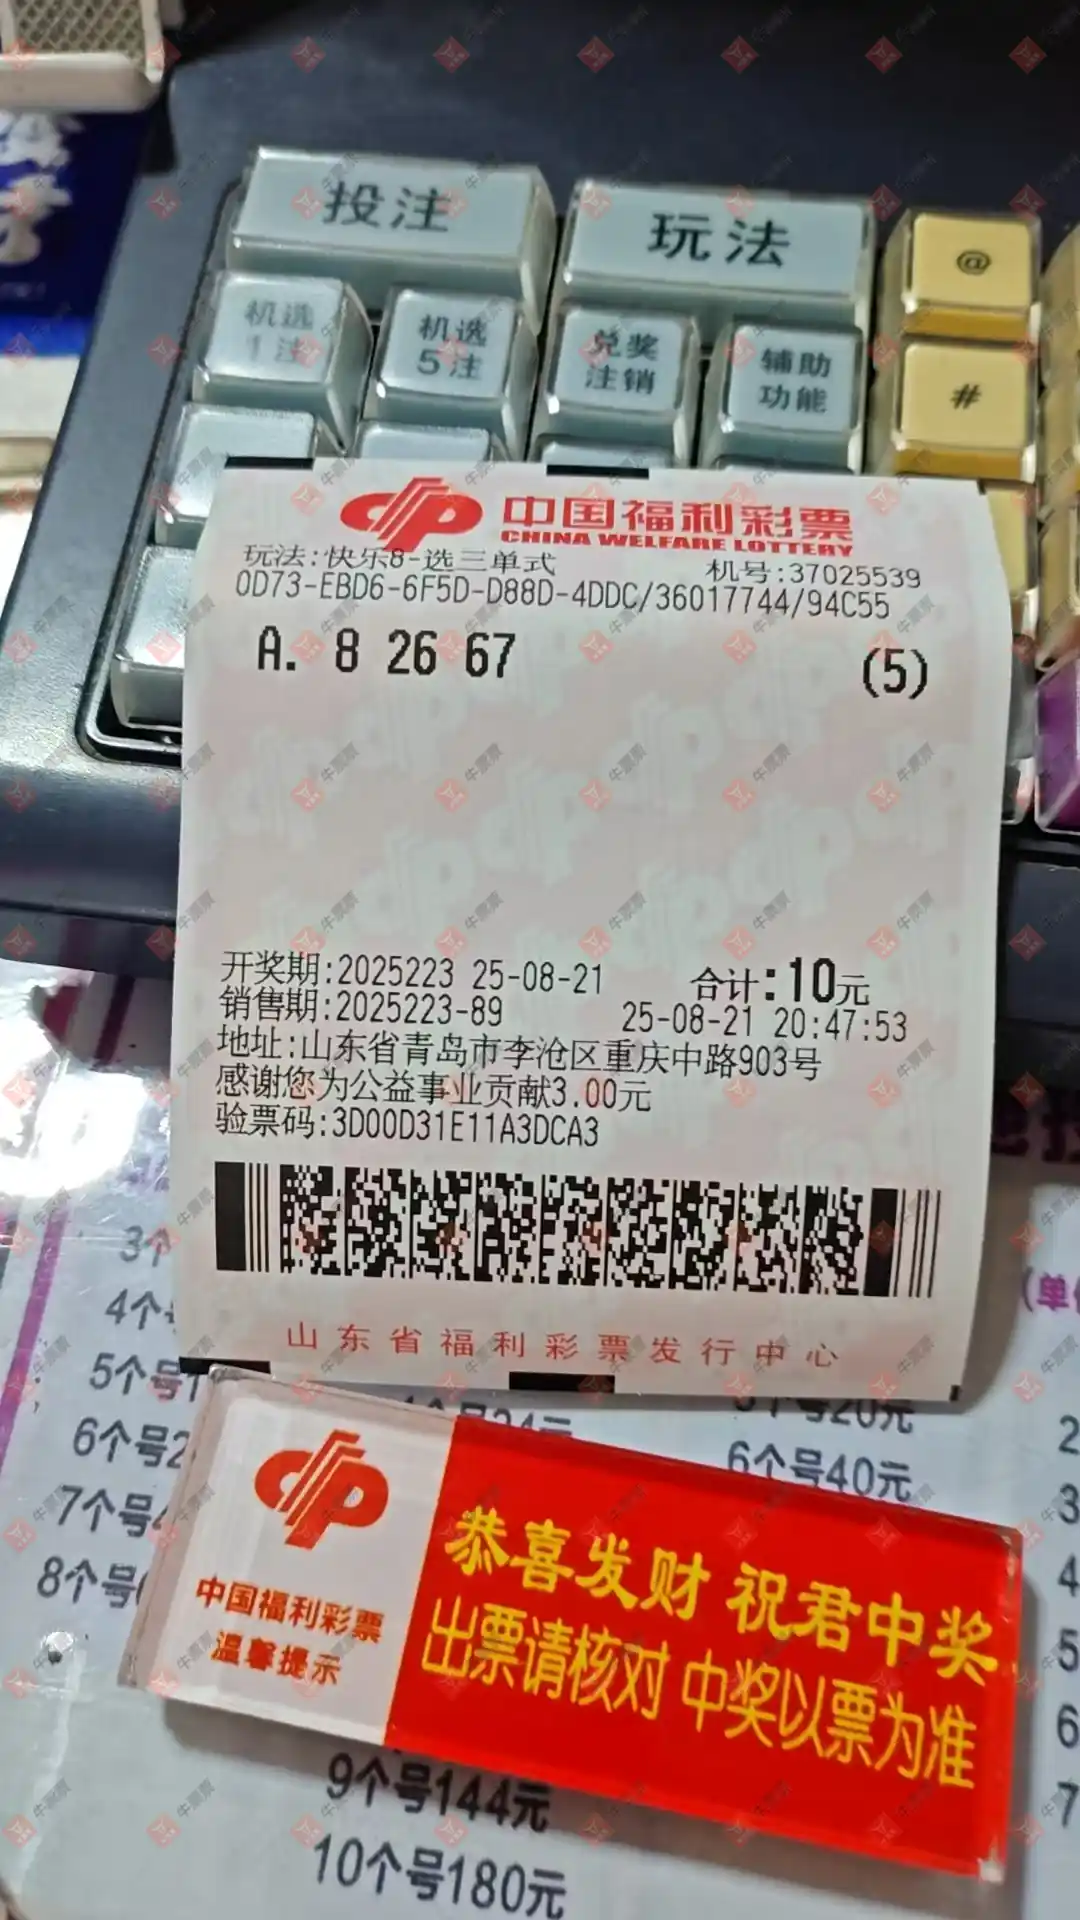 投注
玩法
@
机选
1注
机选
5注
兑奖
注销
辅助
功能
#
中国福利彩票
CHINA WELFARE LOTTERY
玩法:快乐8-选三单式
机号:37025539
0D73-EBD6-6F5D-D88D-4DDC/36017744/94C55
A. 8 26 67 (5)
开奖期:2025223 25-08-21 合计:10元
销售期:2025223-89 25-08-21 20:47:53
地址:山东省青岛市李沧区重庆中路903号
感谢您为公益事业贡献3.00元
验票码:3D00D31E11A3DCA3
山东省福利彩票发行中心
4个
5个号
6个号2
7个号
8个号
6个号40元
中国福利彩票
温馨提示
恭喜发财 祝君中奖
出票请核对 中奖以票为准
9个号144元
10个号180元
牛票票